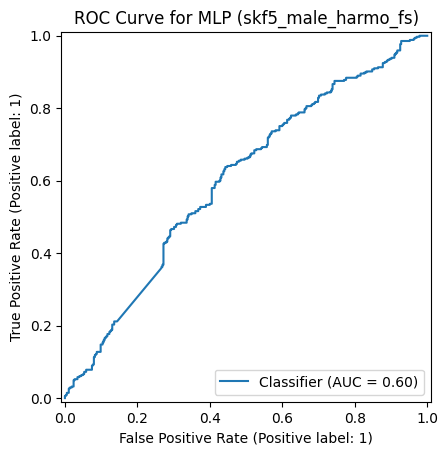 ROC Curve for MLP (skf5_male_harmo_fs)
True Positive Rate (Positive label: 1)
1.0
0.8
0.6
0.4
0.2
0.0
Classifier (AUC = 0.60)
0.0 0.2 0.4 0.6 0.8 1.0
False Positive Rate (Positive label: 1)